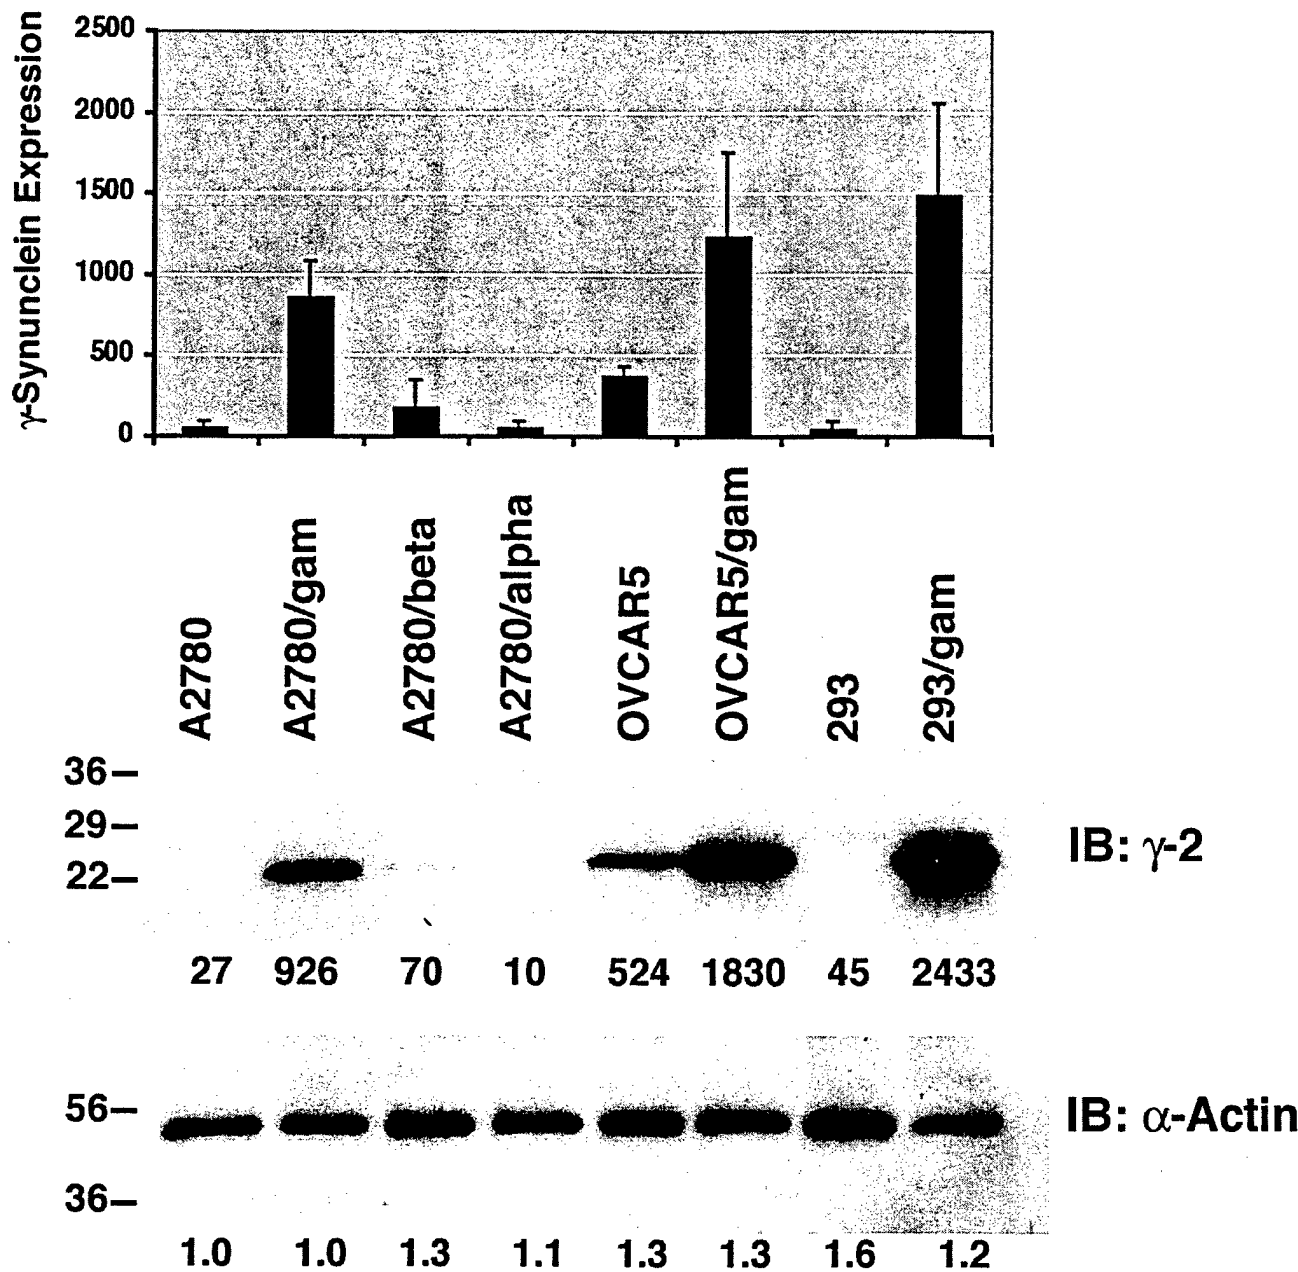 γ-Synunclein Expression
2500
2000
1500
1000
500
0
A2780
A2780/gam
A2780/beta
A2780/alpha
OVCAR5
OVCAR5/gam
293
293/gam
36–
29–
22–
IB: γ-2
27 926 70 10 524 1830 45 2433
56–
36–
IB: α-Actin
1.0 1.0 1.3 1.1 1.3 1.3 1.6 1.2